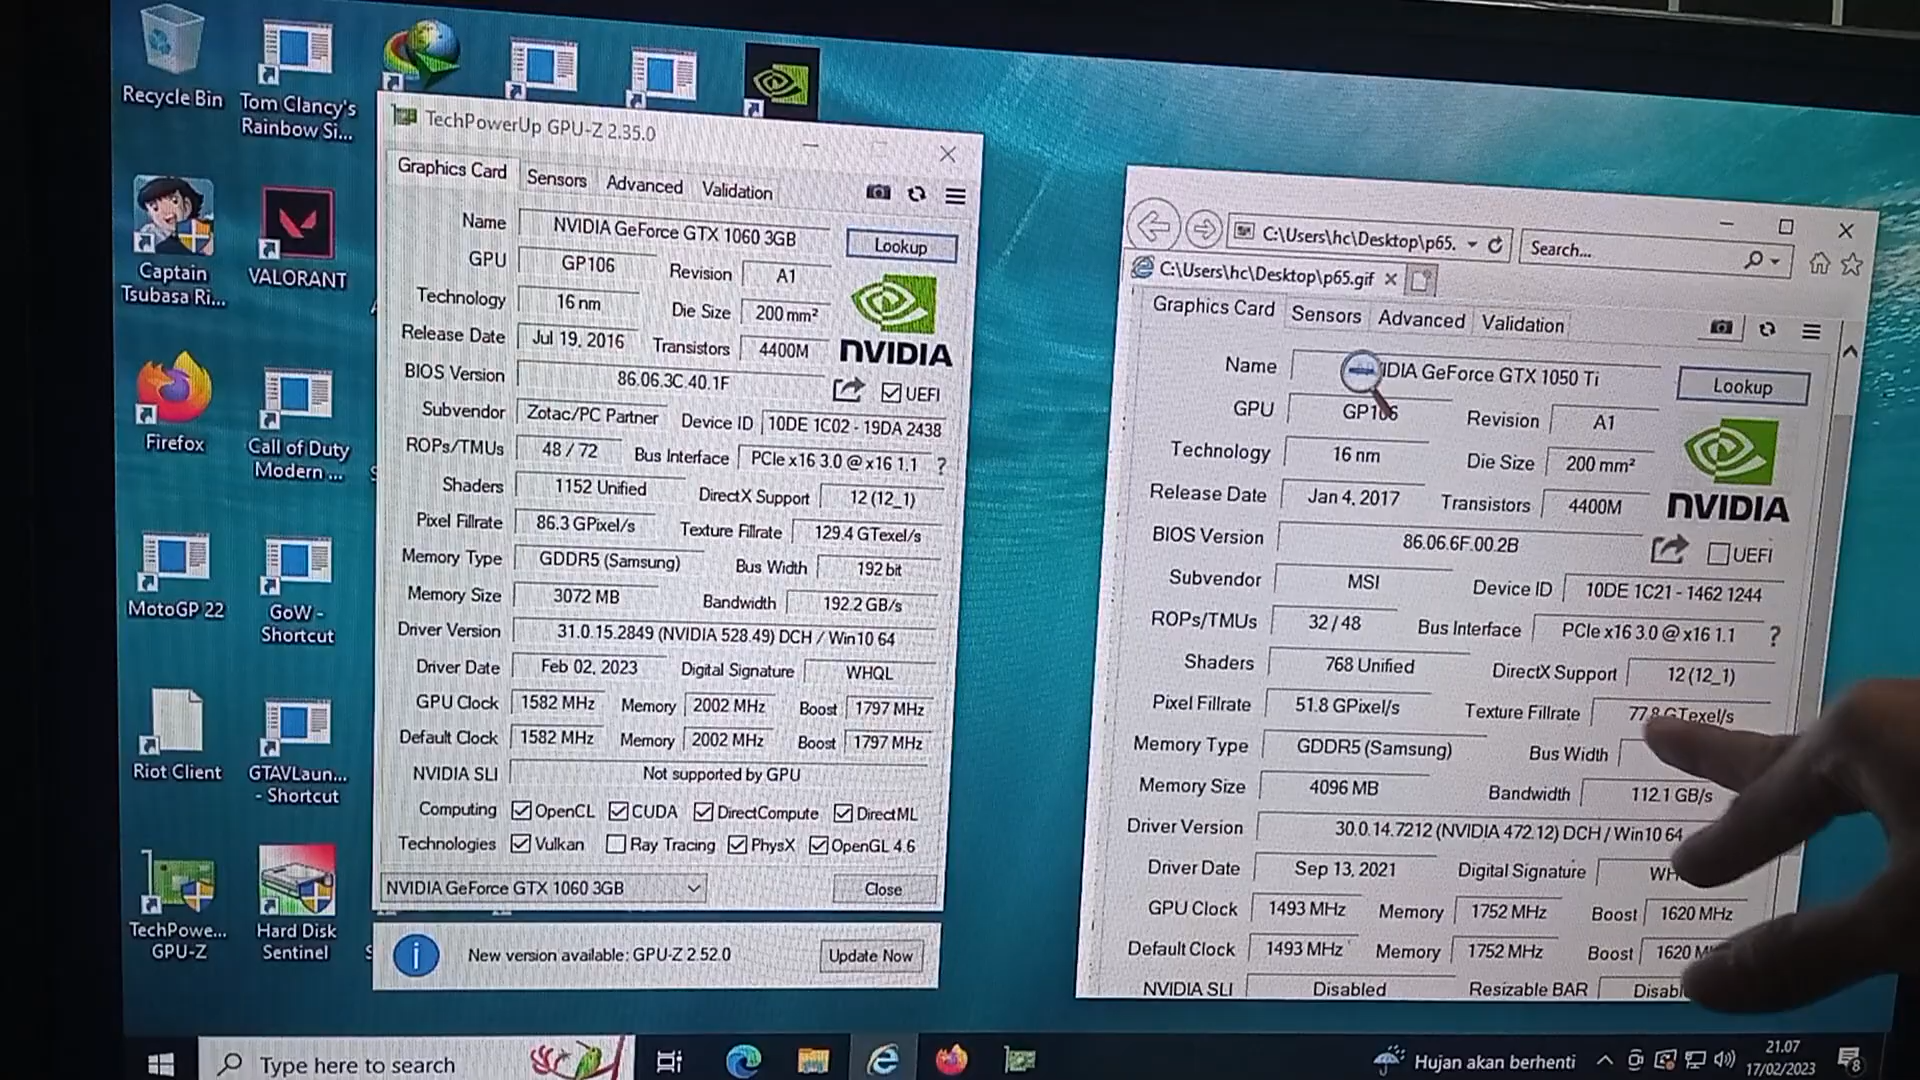 Recycle Bin
Tom Clancy's
Rainbow Si...
Captain
Tsubasa Ri...
VALORANT
Firefox
Call of Duty
Modern ...
MotoGP 22
GoW -
Shortcut
Riot Client
GTAVLaun...
- Shortcut
TechPowe...
GPU-Z
Hard Disk
Sentinel
TechPowerUp GPU-Z 2.35.0
Graphics Card Sensors Advanced Validation
Name NVIDIA GeForce GTX 1060 3GB Lookup
GPU GP106 Revision A1
Technology 16 nm Die Size 200 mm²
Release Date Jul 19, 2016 Transistors 4400M
NVIDIA
BIOS Version 86.06.3C.40.1F UEFI
Subvendor Zotac/PC Partner Device ID 10DE 1C02 - 19DA 2438
ROPs/TMUs 48 / 72 Bus Interface PCIe x16 3.0 @ x16 1.1 ?
Shaders 1152 Unified DirectX Support 12 (12_1)
Pixel Fillrate 86.3 GPixel/s Texture Fillrate 129.4 GTexel/s
Memory Type GDDR5 (Samsung) Bus Width 192 bit
Memory Size 3072 MB Bandwidth 192.2 GB/s
Driver Version 31.0.15.2849 (NVIDIA 528.49) DCH / Win10 64
Driver Date Feb 02, 2023 Digital Signature WHQL
GPU Clock 1582 MHz Memory 2002 MHz Boost 1797 MHz
Default Clock 1582 MHz Memory 2002 MHz Boost 1797 MHz
NVIDIA SLI Not supported by GPU
Computing OpenCL CUDA DirectCompute DirectML
Technologies Vulkan Ray Tracing PhysX OpenGL 4.6
NVIDIA GeForce GTX 1060 3GB Close
New version available: GPU-Z 2.52.0 Update Now
C:\Users\hc\Desktop\p65. Search...
C:\Users\hc\Desktop\p65.gif
Graphics Card Sensors Advanced Validation
Name IDIA GeForce GTX 1050 Ti Lookup
GPU GP106 Revision A1
Technology 16 nm Die Size 200 mm²
Release Date Jan 4, 2017 Transistors 4400M
NVIDIA
BIOS Version 86.06.6F.00.2B UEFI
Subvendor MSI Device ID 10DE 1C21 - 1462 1244
ROPs/TMUs 32 / 48 Bus Interface PCIe x16 3.0 @ x16 1.1 ?
Shaders 768 Unified DirectX Support 12 (12_1)
Pixel Fillrate 51.8 GPixel/s Texture Fillrate 77.8 GTexel/s
Memory Type GDDR5 (Samsung) Bus Width
Memory Size 4096 MB Bandwidth 112.1 GB/s
Driver Version 30.0.14.7212 (NVIDIA 472.12) DCH / Win10 64
Driver Date Sep 13, 2021 Digital Signature WH
GPU Clock 1493 MHz Memory 1752 MHz Boost 1620 MHz
Default Clock 1493 MHz Memory 1752 MHz Boost 1620 M
NVIDIA SLI Disabled Resizable BAR Disabl
Type here to search
Hujan akan berhenti
21.07
17/02/2023
8